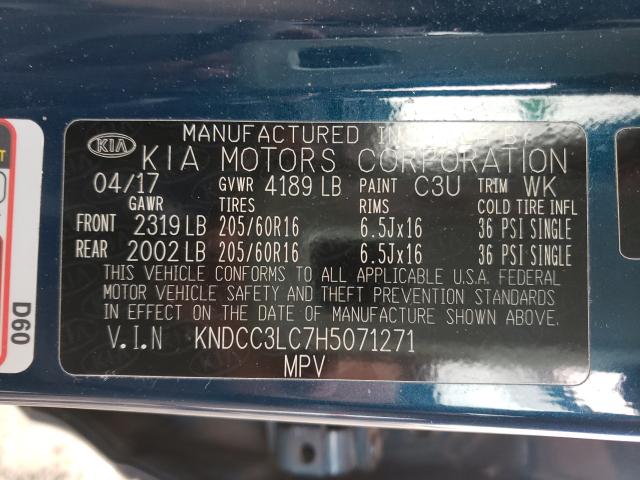 MANUFACTURED IN BY
KIA KIA MOTORS CORPORATION
04/17 GVWR 4189 LB PAINT C3U TRIM WK
GAWR TIRES RIMS COLD TIRE INFL
FRONT 2319 LB 205/60R16 6.5Jx16 36 PSI SINGLE
REAR 2002 LB 205/60R16 6.5Jx16 36 PSI SINGLE
THIS VEHICLE CONFORMS TO ALL APPLICABLE U.S.A. FEDERAL
MOTOR VEHICLE SAFETY AND THEFT PREVENTION STANDARDS
IN EFFECT ON THE DATE OF MANUFACTURE SHOWN ABOVE.
V.I.N KNDCC3LC7H5071271
MPV
D60